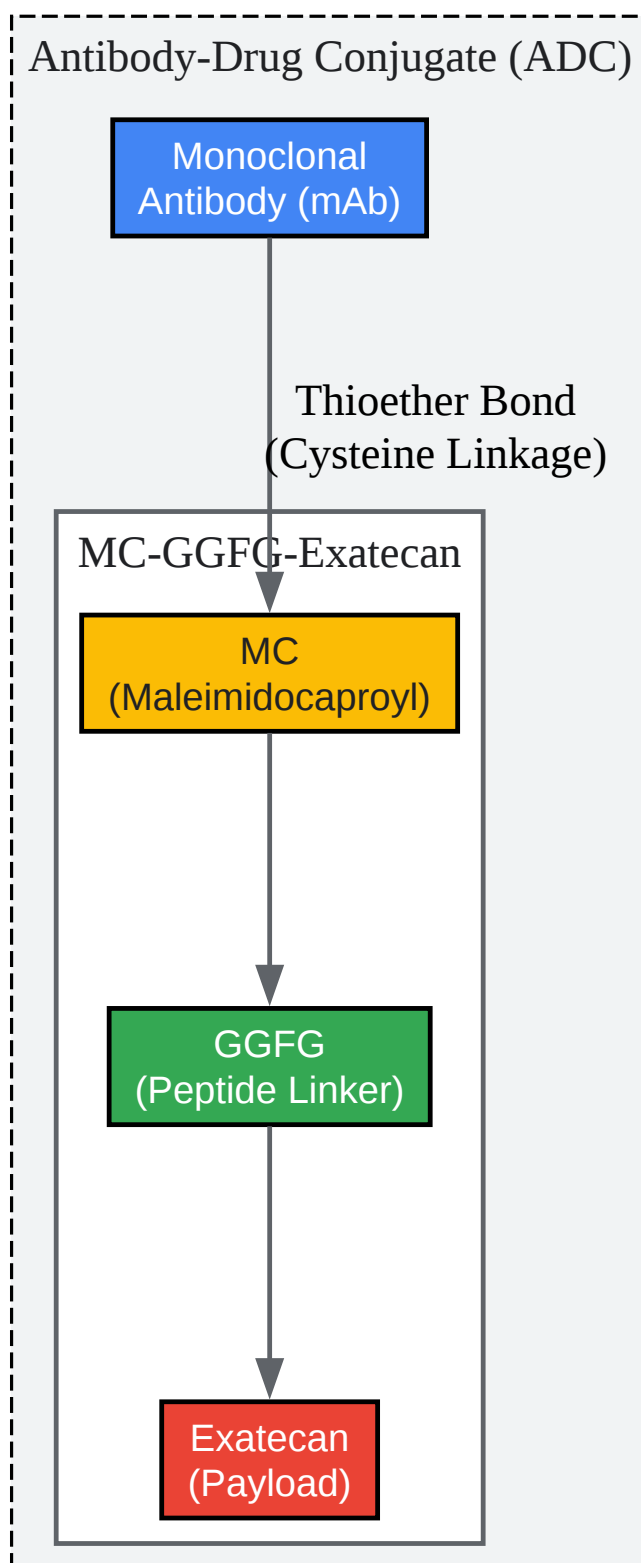 Antibody-Drug Conjugate (ADC)
Monoclonal
Antibody (mAb)
Thioether Bond
(Cysteine Linkage)
MC-GGFG-Exatecan
MC
(Maleimidocaproyl)
GGFG
(Peptide Linker)
Exatecan
(Payload)